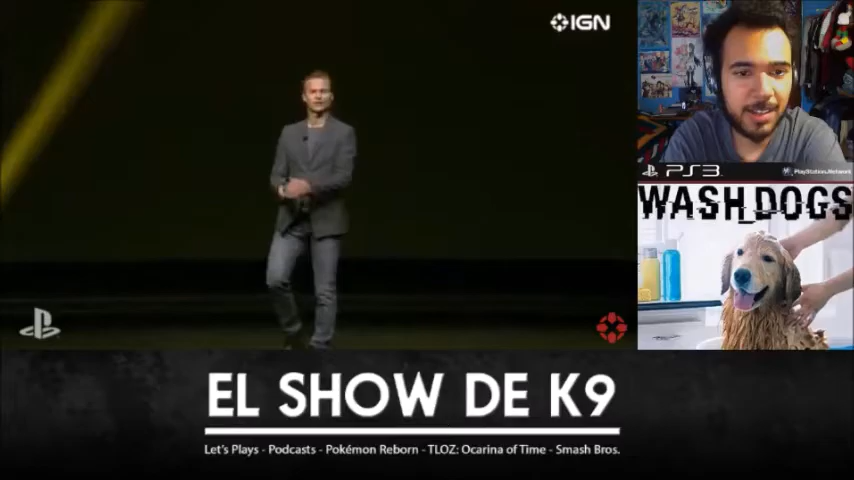 IGN
PS3
PlayStation Network
WASH_DOGS
EL SHOW DE K9
Let's Plays - Podcasts - Pokémon Reborn - TLOZ: Ocarina of Time - Smash Bros.